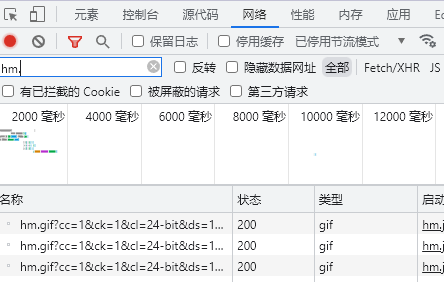 元素 控制台 源代码 网络 性能 内存 应用 Ec
保留日志 停用缓存 已停用节流模式
hm. 反转 隐藏数据网址 全部 Fetch/XHR JS
有已拦截的 Cookie 被屏蔽的请求 第三方请求
2000 毫秒 4000 毫秒 6000 毫秒 8000 毫秒 10000 毫秒 12000 毫秒
名称 状态 类型 启动
hm.gif?cc=1&ck=1&cl=24-bit&ds=1... 200 gif hm.j
hm.gif?cc=1&ck=1&cl=24-bit&ds=1... 200 gif hm.j
hm.gif?cc=1&ck=1&cl=24-bit&ds=1... 200 gif hm.j